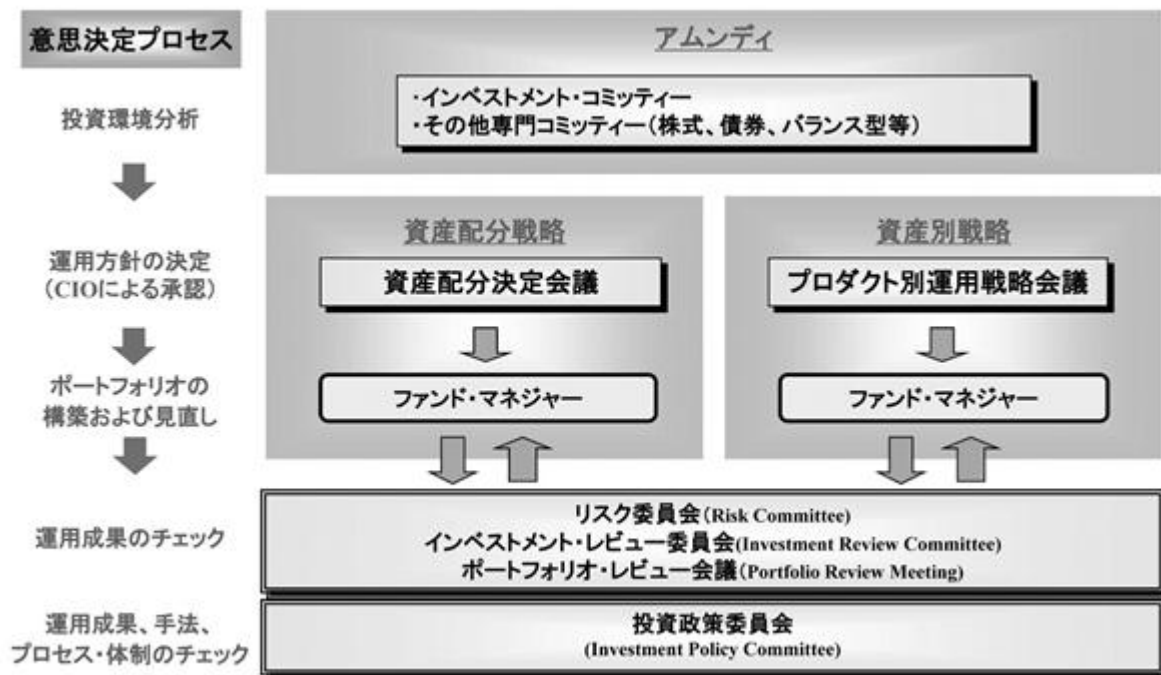 意思決定プロセス
アムンディ
投資環境分析
・インベストメント・コミッティー
・その他専門コミッティー（株式、債券、バランス型等）
運用方針の決定
（CIOによる承認）
資産配分戦略
資産配分決定会議
資産別戦略
プロダクト別運用戦略会議
ポートフォリオの
構築および見直し
ファンド・マネジャー
ファンド・マネジャー
運用成果のチェック
リスク委員会(Risk Committee)
インベストメント・レビュー委員会(Investment Review Committee)
ポートフォリオ・レビュー会議(Portfolio Review Meeting)
運用成果、手法、
プロセス・体制のチェック
投資政策委員会
(Investment Policy Committee)